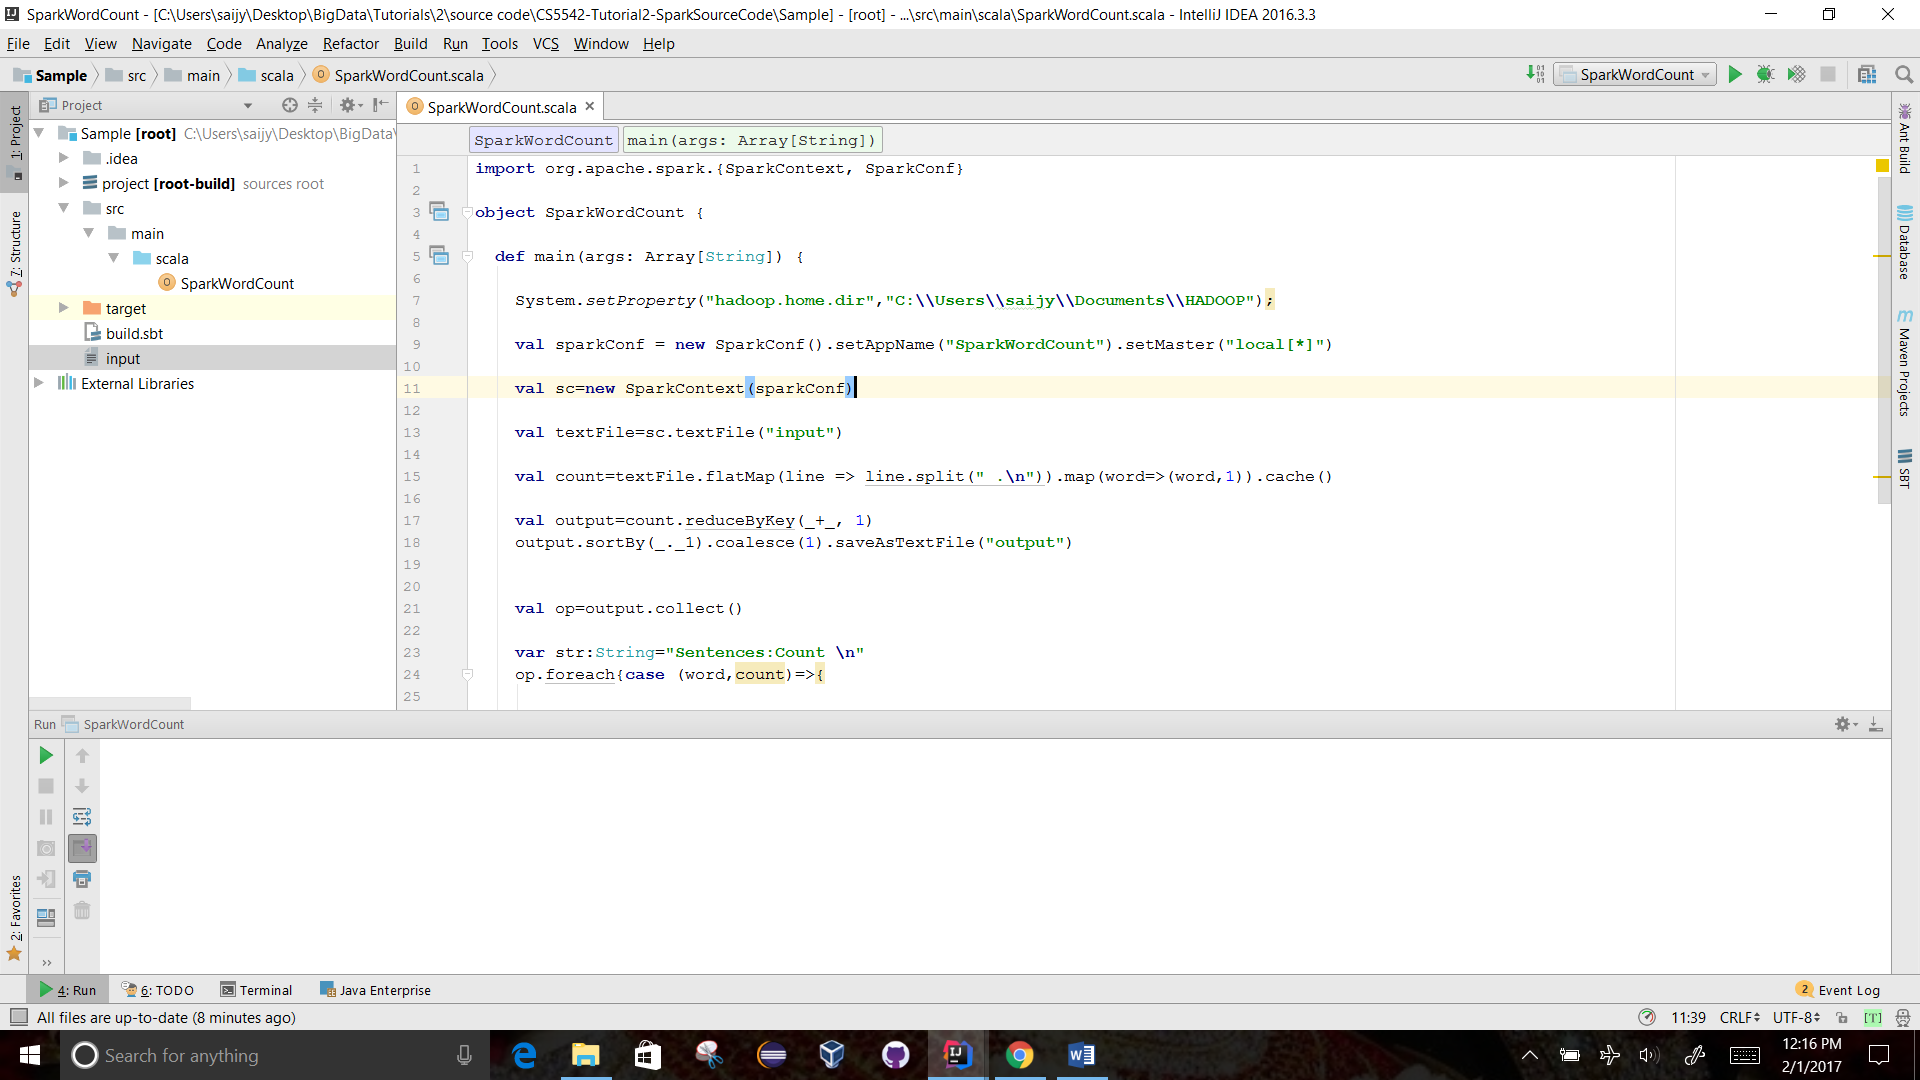 SparkWordCount - [C:\Users\saijy\Desktop\BigData\Tutorials\2\source code\CS5542-Tutorial2-SparkSourceCode\Sample] - [root] - ...\src\main\scala\SparkWordCount.scala - IntelliJ IDEA 2016.3.3
File Edit View Navigate Code Analyze Refactor Build Run Tools VCS Window Help
Sample src main scala SparkWordCount.scala SparkWordCount
Project
SparkWordCount.scala
SparkWordCount main(args: Array[String])
Sample [root] C:\Users\saijy\Desktop\BigData\
.idea
project [root-build] sources root
src
main
scala
SparkWordCount
target
build.sbt
input
External Libraries
1: Project
7: Structure
2: Favorites
1 import org.apache.spark.{SparkContext, SparkConf}
2
3 object SparkWordCount {
4
5 def main(args: Array[String]) {
6
7 System.setProperty("hadoop.home.dir","C:\\Users\\saijy\\Documents\\HADOOP");
8
9 val sparkConf = new SparkConf().setAppName("SparkWordCount").setMaster("local[*]")
10
11 val sc=new SparkContext(sparkConf)
12
13 val textFile=sc.textFile("input")
14
15 val count=textFile.flatMap(line => line.split(" .\n")).map(word=>(word,1)).cache()
16
17 val output=count.reduceByKey(_+_, 1)
18 output.sortBy(_._1).coalesce(1).saveAsTextFile("output")
19
20
21 val op=output.collect()
22
23 var str:String="Sentences:Count \n"
24 op.foreach{case (word,count)=>{
25
Ant Build
Database
Maven Projects
SBT
Run SparkWordCount
4: Run 6: TODO Terminal Java Enterprise 2 Event Log
All files are up-to-date (8 minutes ago) 11:39 CRLF UTF-8 [T]
Search for anything
12:16 PM
2/1/2017